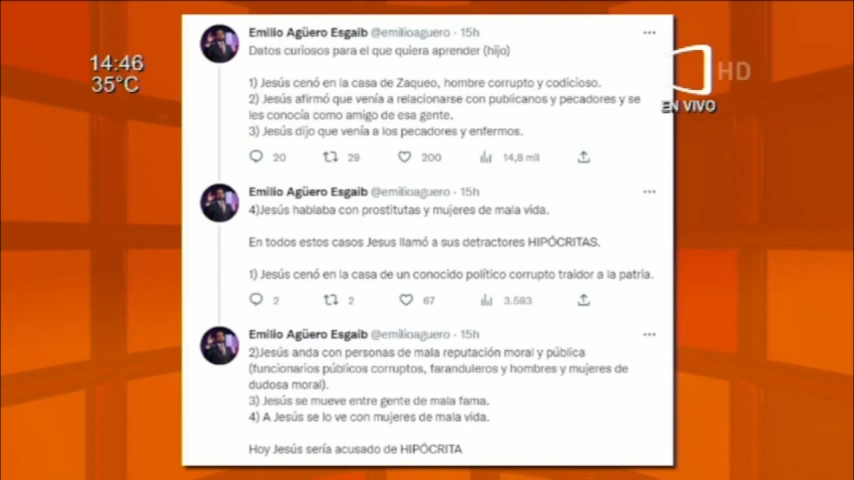 Emilio Agüero Esgaib @emilioaguero · 15h
Datos curiosos para el que quiera aprender (hijo)
1) Jesús cenó en la casa de Zaqueo, hombre corrupto y codicioso.
2) Jesús afirmó que venía a relacionarse con publicanos y pecadores y se
les conocía como amigo de esa gente.
3) Jesús dijo que venía a los pecadores y enfermos.
20 29 200 14,8 mil
Emilio Agüero Esgaib @emilioaguero · 15h
4)Jesús hablaba con prostitutas y mujeres de mala vida.
En todos estos casos Jesus llamó a sus detractores HIPÓCRITAS.
1) Jesús cenó en la casa de un conocido político corrupto traidor a la patria.
2 2 67 3.593
Emilio Agüero Esgaib @emilioaguero · 15h
2)Jesús anda con personas de mala reputación moral y pública
(funcionarios públicos corruptos, faranduleros y hombres y mujeres de
dudosa moral).
3) Jesús se mueve entre gente de mala fama.
4) A Jesús se lo ve con mujeres de mala vida.
Hoy Jesús sería acusado de HIPÓCRITA
14:46
35°C
HD
EN VIVO